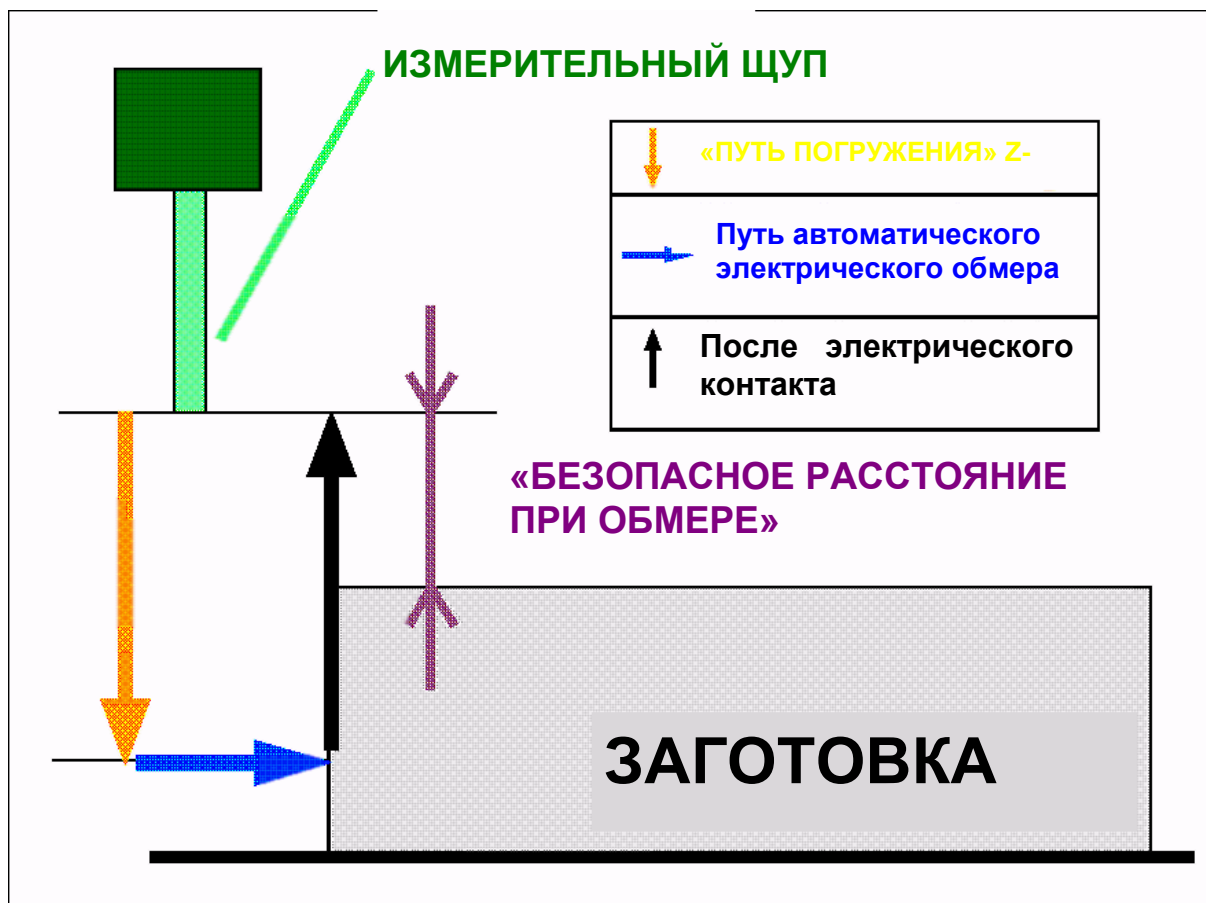 ИЗМЕРИТЕЛЬНЫЙ ЩУП
«ПУТЬ ПОГРУЖЕНИЯ» Z-
Путь автоматического
электрического обмера
После электрического
контакта
«БЕЗОПАСНОЕ РАССТОЯНИЕ
ПРИ ОБМЕРЕ»
ЗАГОТОВКА